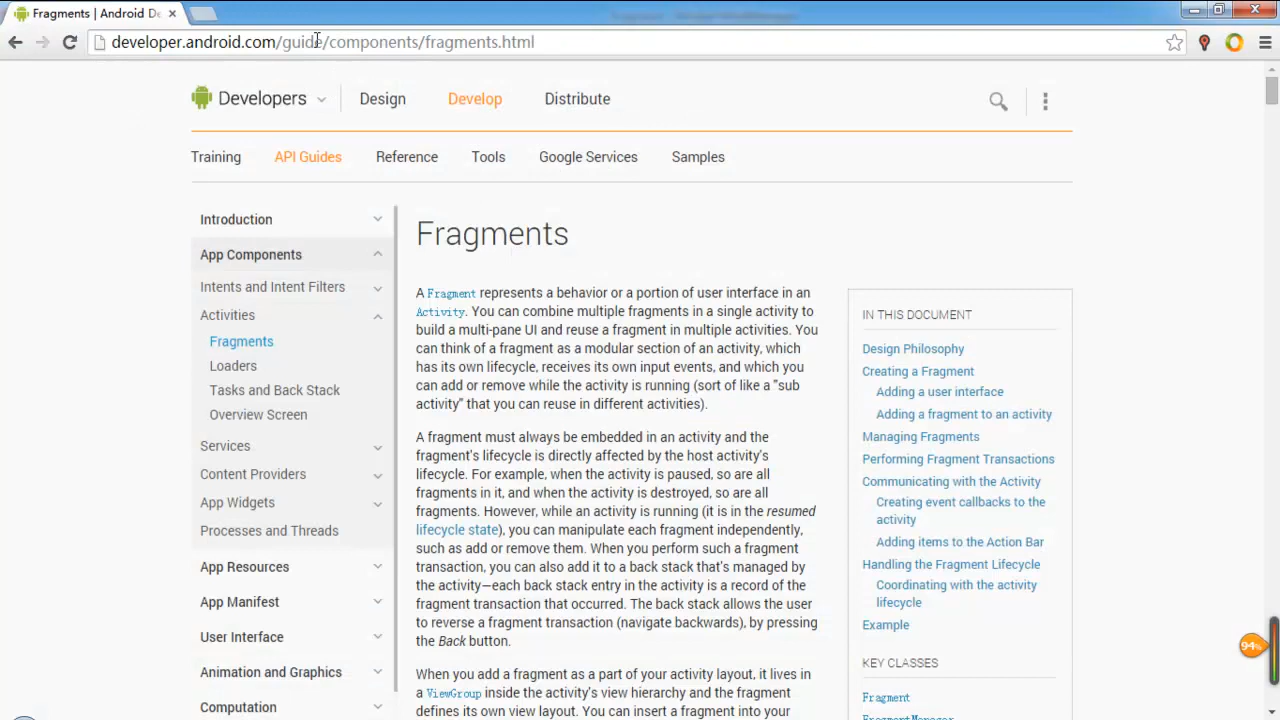 Fragments | Android De
developer.android.com/guide/components/fragments.html
Developers
Design
Develop
Distribute
Training
API Guides
Reference
Tools
Google Services
Samples
Introduction
App Components
Intents and Intent Filters
Activities
Fragments
Loaders
Tasks and Back Stack
Overview Screen
Services
Content Providers
App Widgets
Processes and Threads
App Resources
App Manifest
User Interface
Animation and Graphics
Computation
Fragments
A Fragment represents a behavior or a portion of user interface in an
Activity. You can combine multiple fragments in a single activity to
build a multi-pane UI and reuse a fragment in multiple activities. You
can think of a fragment as a modular section of an activity, which
has its own lifecycle, receives its own input events, and which you
can add or remove while the activity is running (sort of like a "sub
activity" that you can reuse in different activities).
A fragment must always be embedded in an activity and the
fragment's lifecycle is directly affected by the host activity's
lifecycle. For example, when the activity is paused, so are all
fragments in it, and when the activity is destroyed, so are all
fragments. However, while an activity is running (it is in the resumed
lifecycle state), you can manipulate each fragment independently,
such as add or remove them. When you perform such a fragment
transaction, you can also add it to a back stack that's managed by
the activity—each back stack entry in the activity is a record of the
fragment transaction that occurred. The back stack allows the user
to reverse a fragment transaction (navigate backwards), by pressing
the Back button.
When you add a fragment as a part of your activity layout, it lives in
a ViewGroup inside the activity's view hierarchy and the fragment
defines its own view layout. You can insert a fragment into your
IN THIS DOCUMENT
Design Philosophy
Creating a Fragment
Adding a user interface
Adding a fragment to an activity
Managing Fragments
Performing Fragment Transactions
Communicating with the Activity
Creating event callbacks to the
activity
Adding items to the Action Bar
Handling the Fragment Lifecycle
Coordinating with the activity
lifecycle
Example
KEY CLASSES
Fragment
FragmentManager
94%